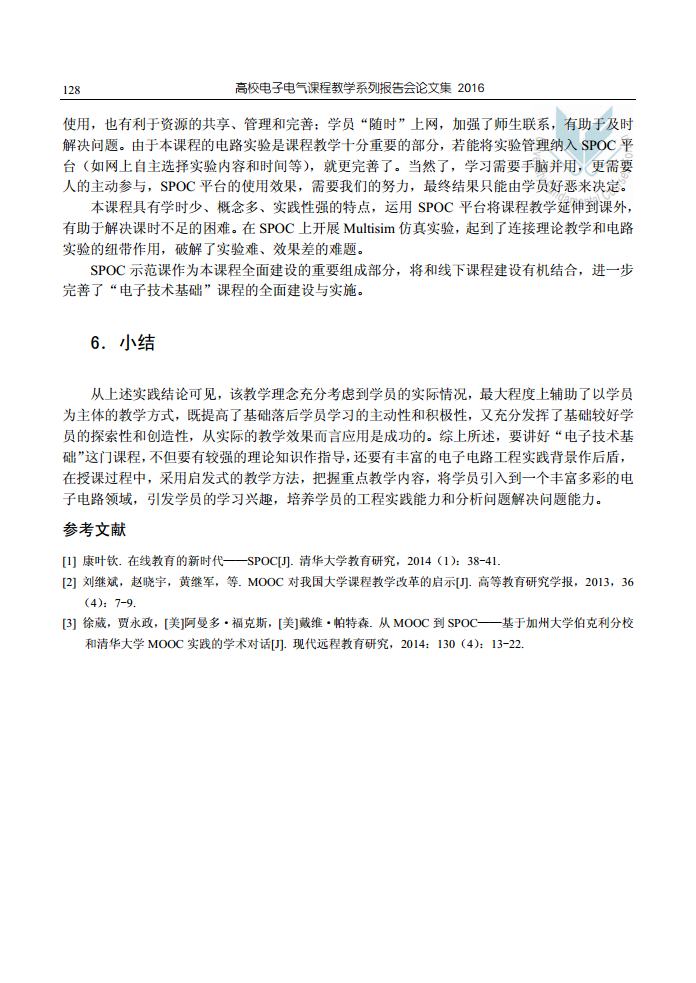 128
高校电子电气课程教学系列报告会论文集 2016
使用，也有利于资源的共享、管理和完善；学员“随时”上网，加强了师生联系，有助于及时
解决问题。由于本课程的电路实验是课程教学十分重要的部分，若能将实验管理纳入 SPOC 平
台（如网上自主选择实验内容和时间等），就更完善了。当然了，学习需要手脑并用，更需要
人的主动参与，SPOC 平台的使用效果，需要我们的努力，最终结果只能由学员好恶来决定。
本课程具有学时少、概念多、实践性强的特点，运用 SPOC 平台将课程教学延伸到课外，
有助于解决课时不足的困难。在 SPOC 上开展 Multisim 仿真实验，起到了连接理论教学和电路
实验的纽带作用，破解了实验难、效果差的难题。
SPOC 示范课作为本课程全面建设的重要组成部分，将和线下课程建设有机结合，进一步
完善了“电子技术基础”课程的全面建设与实施。
6．小结
从上述实践结论可见，该教学理念充分考虑到学员的实际情况，最大程度上辅助了以学员
为主体的教学方式，既提高了基础落后学员学习的主动性和积极性，又充分发挥了基础较好学
员的探索性和创造性，从实际的教学效果而言应用是成功的。综上所述，要讲好“电子技术基
础”这门课程，不但要有较强的理论知识作指导，还要有丰富的电子电路工程实践背景作后盾，
在授课过程中，采用启发式的教学方法，把握重点教学内容，将学员引入到一个丰富多彩的电
子电路领域，引发学员的学习兴趣，培养学员的工程实践能力和分析问题解决问题能力。
参考文献
[1] 康叶钦. 在线教育的新时代——SPOC[J]. 清华大学教育研究，2014（1）：38-41.
[2] 刘继斌，赵晓宇，黄继军，等. MOOC 对我国大学课程教学改革的启示[J]. 高等教育研究学报，2013，36
（4）：7-9.
[3] 徐葳，贾永政，[美]阿曼多·福克斯，[美]戴维·帕特森. 从 MOOC 到 SPOC——基于加州大学伯克利分校
和清华大学 MOOC 实践的学术对话[J]. 现代远程教育研究，2014：130（4）：13-22.